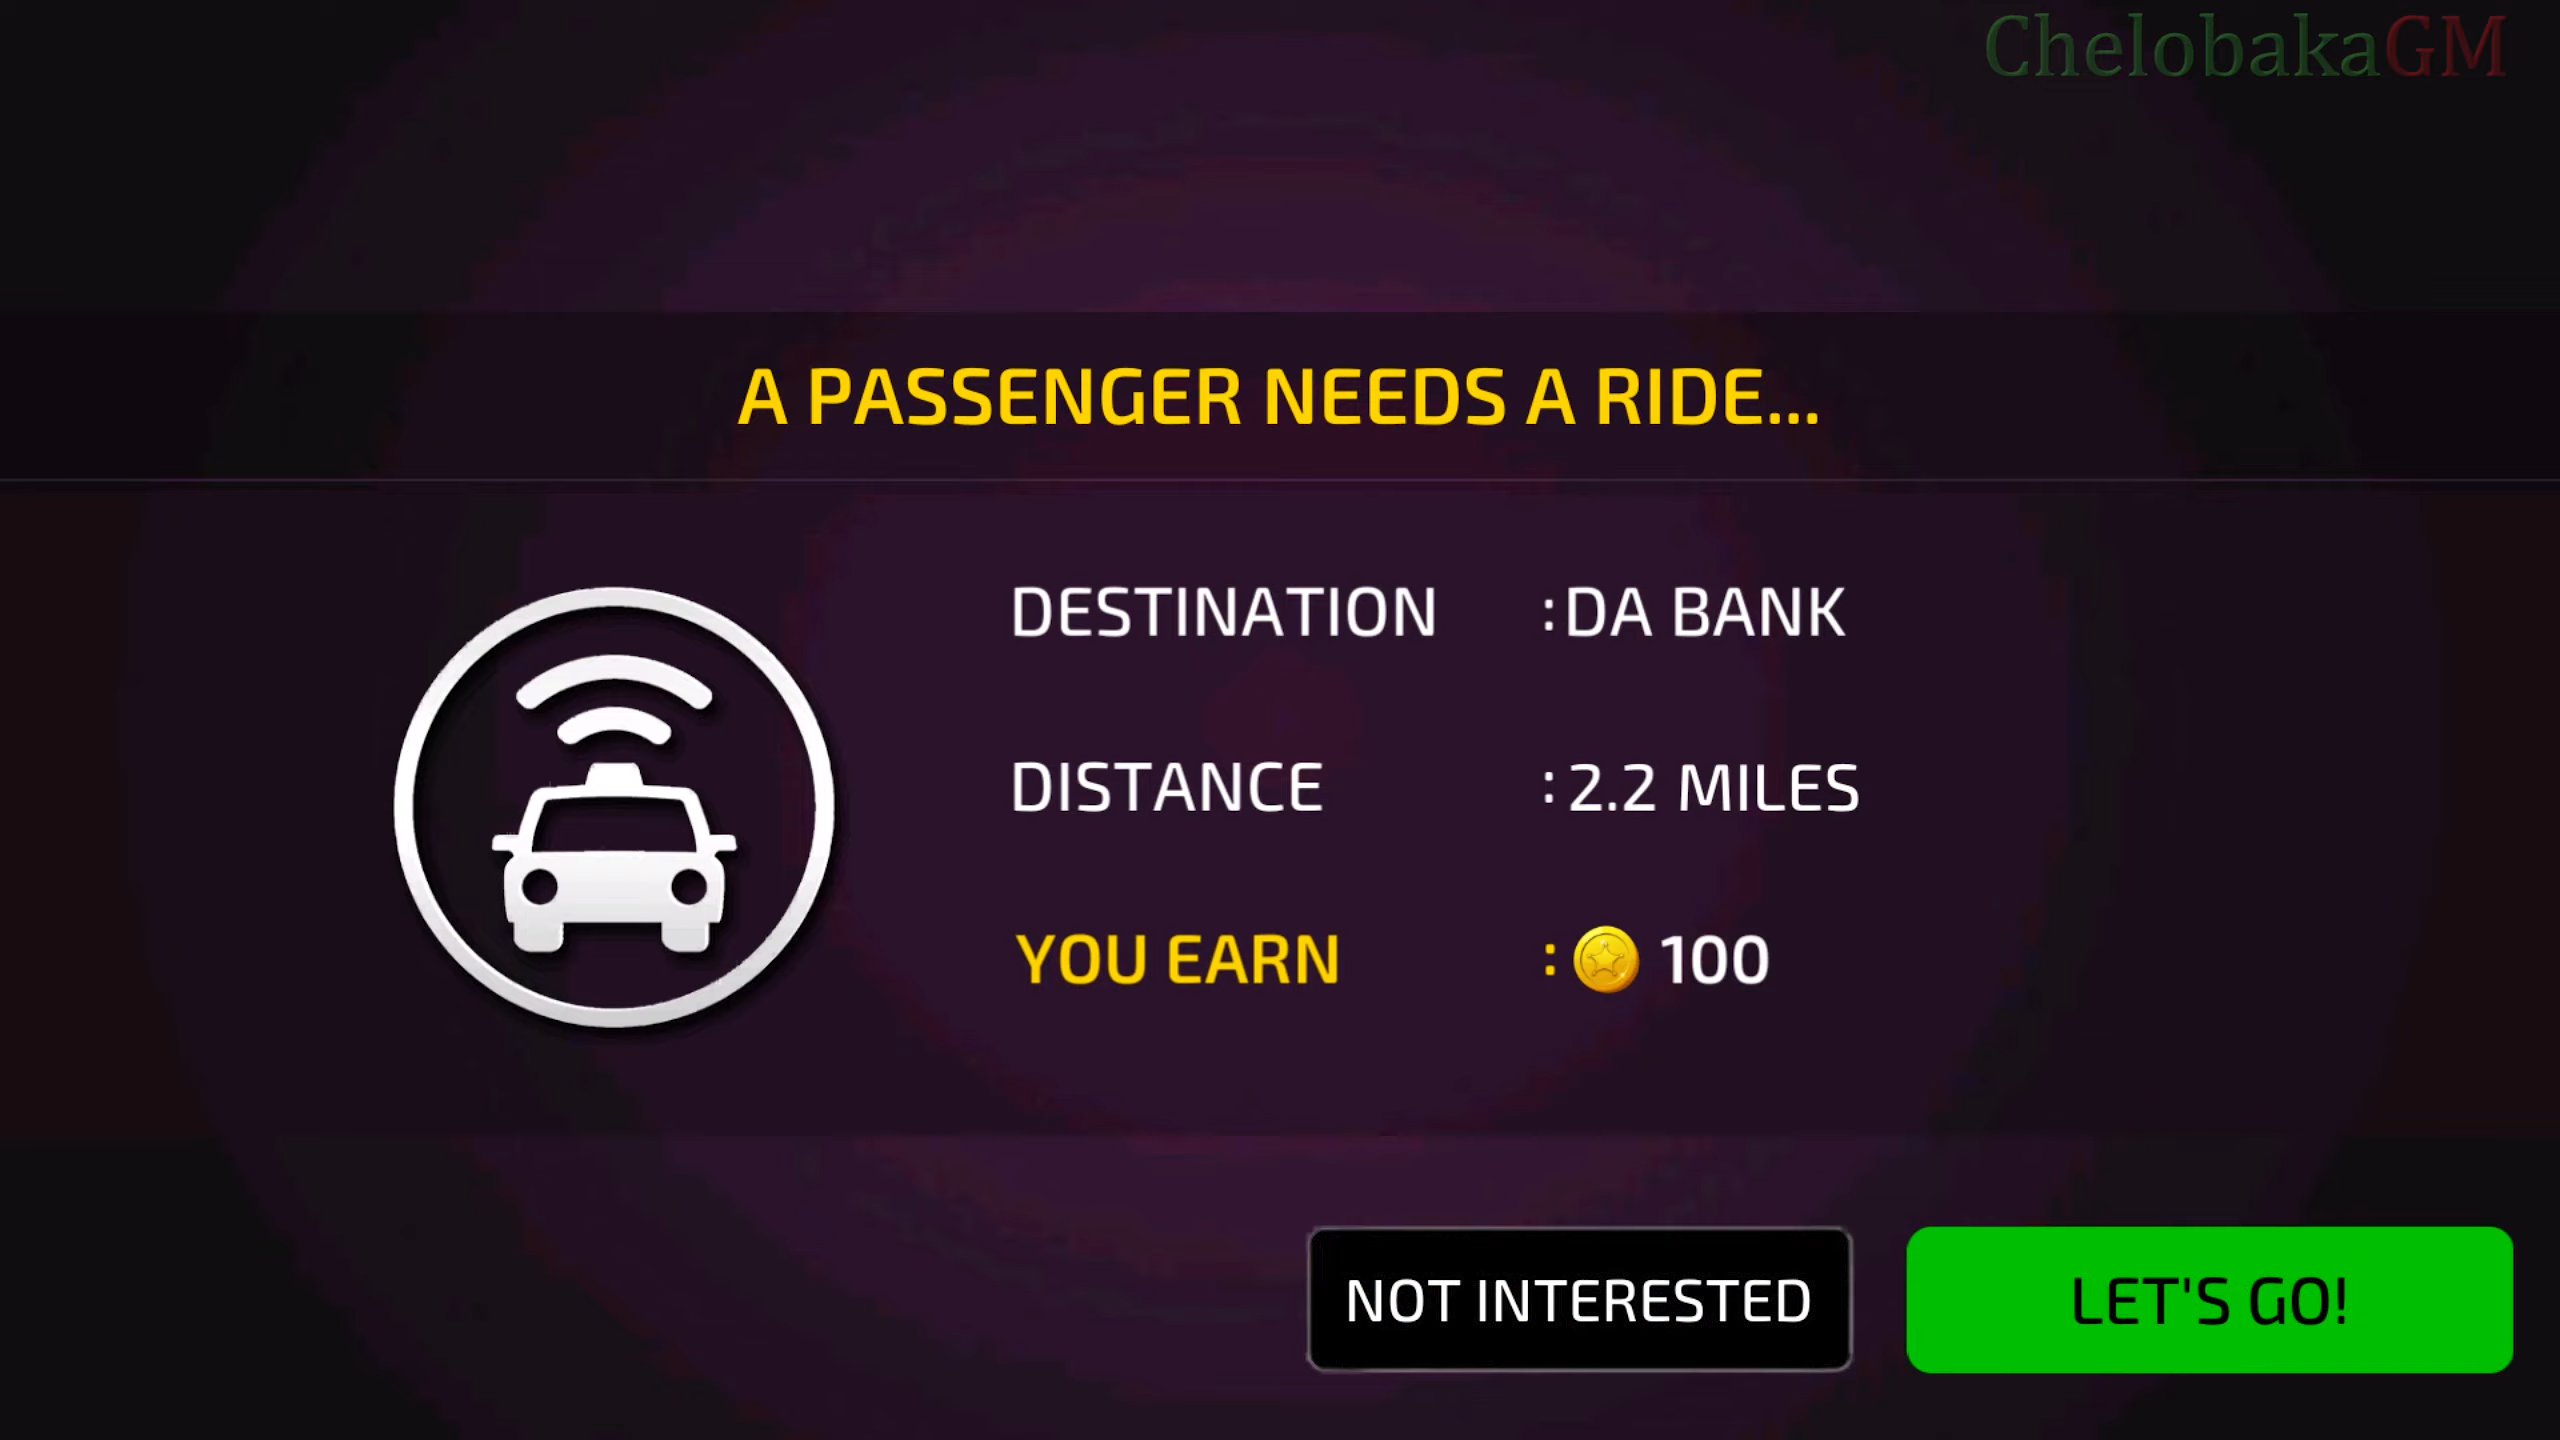 ChelobakaGM
A PASSENGER NEEDS A RIDE...
DESTINATION : DA BANK
DISTANCE : 2.2 MILES
YOU EARN : 100
NOT INTERESTED
LET'S GO!